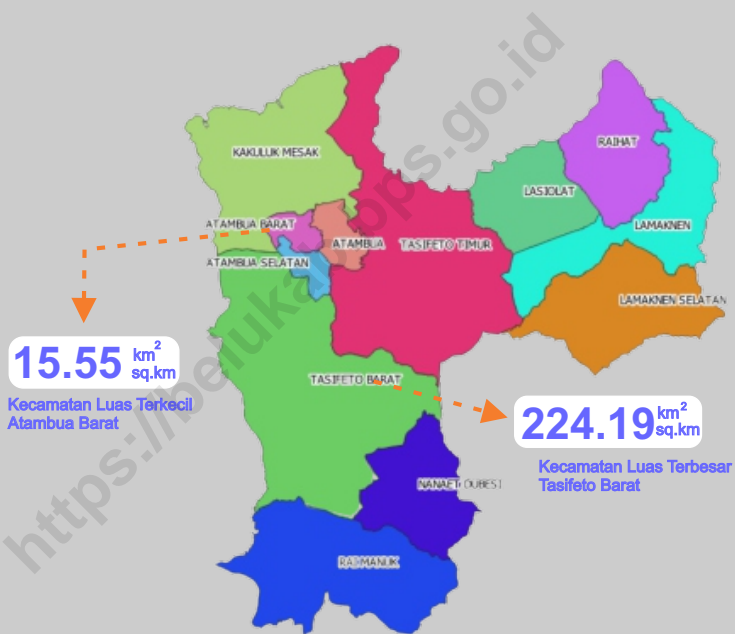 KAKULUK MESAK
RAIHAT
LASIOLAT
ATAMBUA BARAT
LAMAKNEN
ATAMBUA
TASIFETO TIMUR
ATAMBUA SELATAN
LAMAKNEN SELATAN
15.55 km² sq.km
Kecamatan Luas Terkecil
Atambua Barat
TASIFETO BARAT
224.19 km² sq.km
Kecamatan Luas Terbesar
Tasifeto Barat
NANAET DUBESI
RAIMANUK
https://belukab.bps.go.id